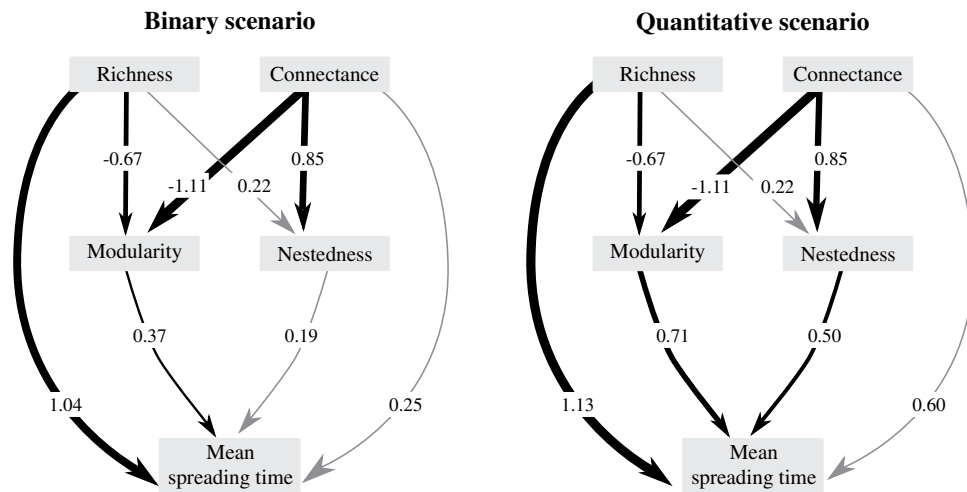 Binary scenario
Richness
Connectance
-0.67
0.85
-1.11
0.22
Modularity
Nestedness
0.37
0.19
1.04
0.25
Mean
spreading time
Quantitative scenario
Richness
Connectance
-0.67
0.85
-1.11
0.22
Modularity
Nestedness
0.71
0.50
1.13
0.60
Mean
spreading time